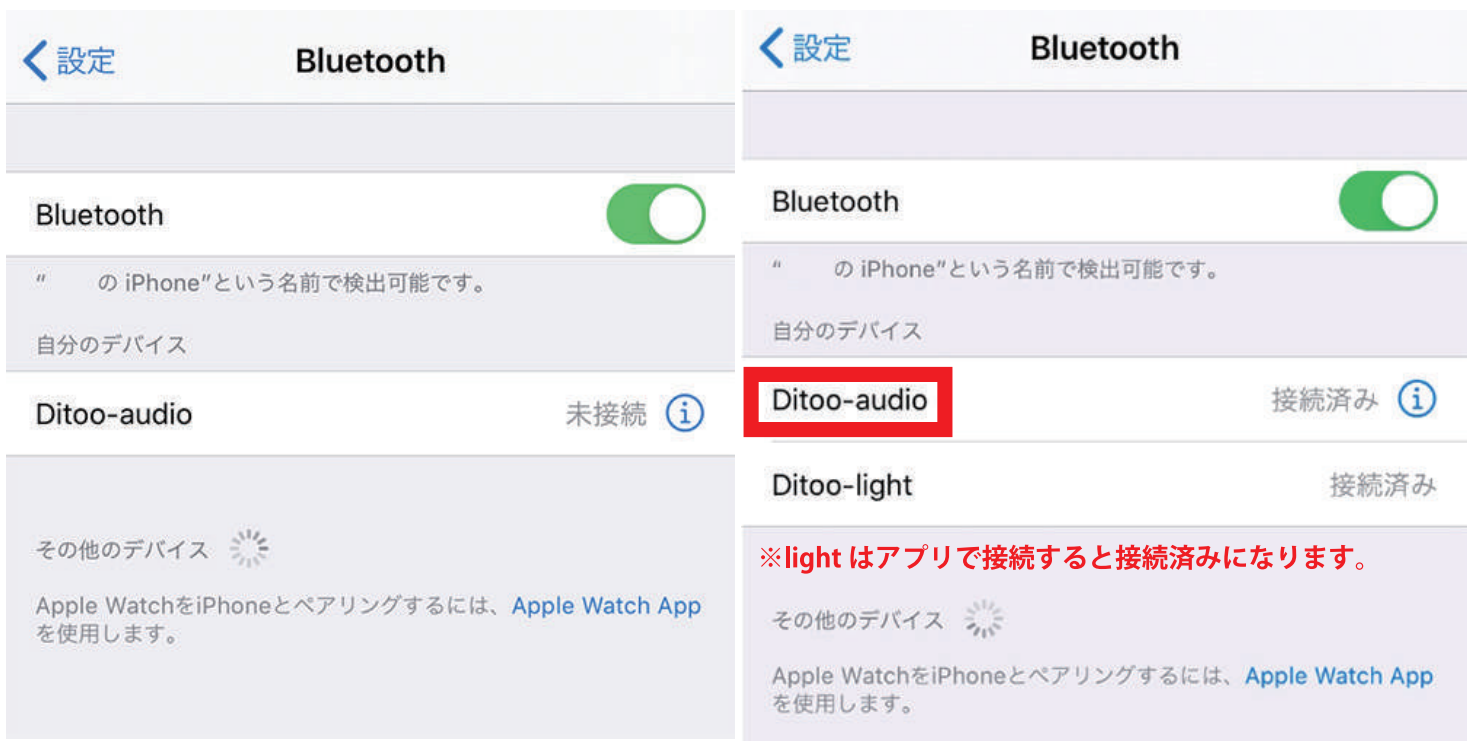 設定
Bluetooth
Bluetooth
“ の iPhone”という名前で検出可能です。
自分のデバイス
Ditoo-audio 未接続
その他のデバイス
Apple WatchをiPhoneとペアリングするには、Apple Watch App
を使用します。
設定
Bluetooth
Bluetooth
“ の iPhone”という名前で検出可能です。
自分のデバイス
Ditoo-audio 接続済み
Ditoo-light 接続済み
※light はアプリで接続すると接続済みになります。
その他のデバイス
Apple WatchをiPhoneとペアリングするには、Apple Watch App
を使用します。